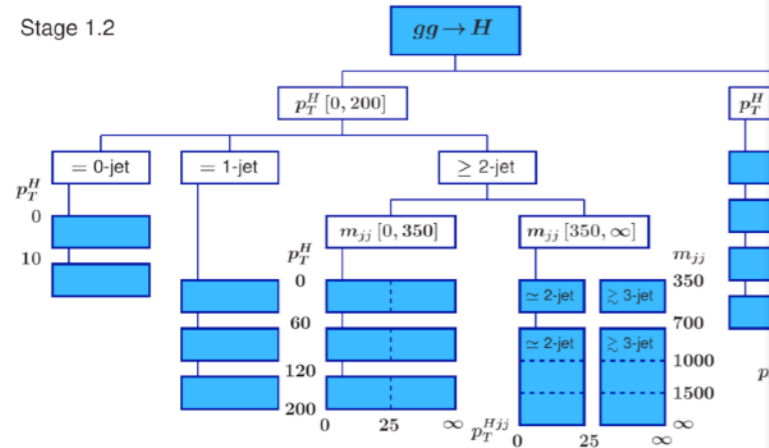 Stage 1.2
gg → H
p_T^H [0, 200]
p_T^H
= 0-jet
= 1-jet
≥ 2-jet
p_T^H
0
10
m_jj [0, 350]
m_jj [350, ∞]
p_T^H
0
60
120
200
m_jj
350
700
1000
1500
∞
≃ 2-jet
≳ 3-jet
≃ 2-jet
≳ 3-jet
0
25
∞
p_T^Hjj
0
25
∞
p